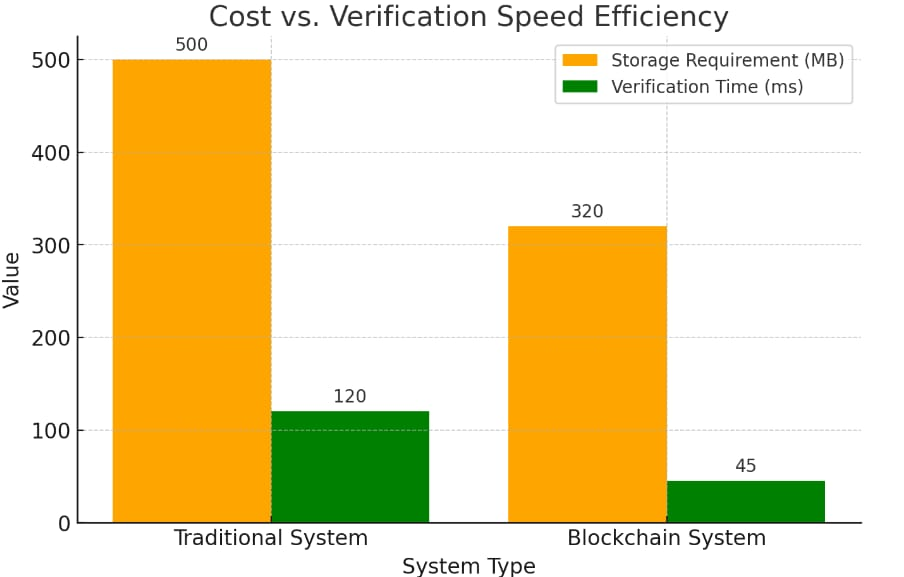 Cost vs. Verification Speed Efficiency
Storage Requirement (MB)
Verification Time (ms)
500
400
300
200
100
0
Value
500
120
320
45
Traditional System
Blockchain System
System Type